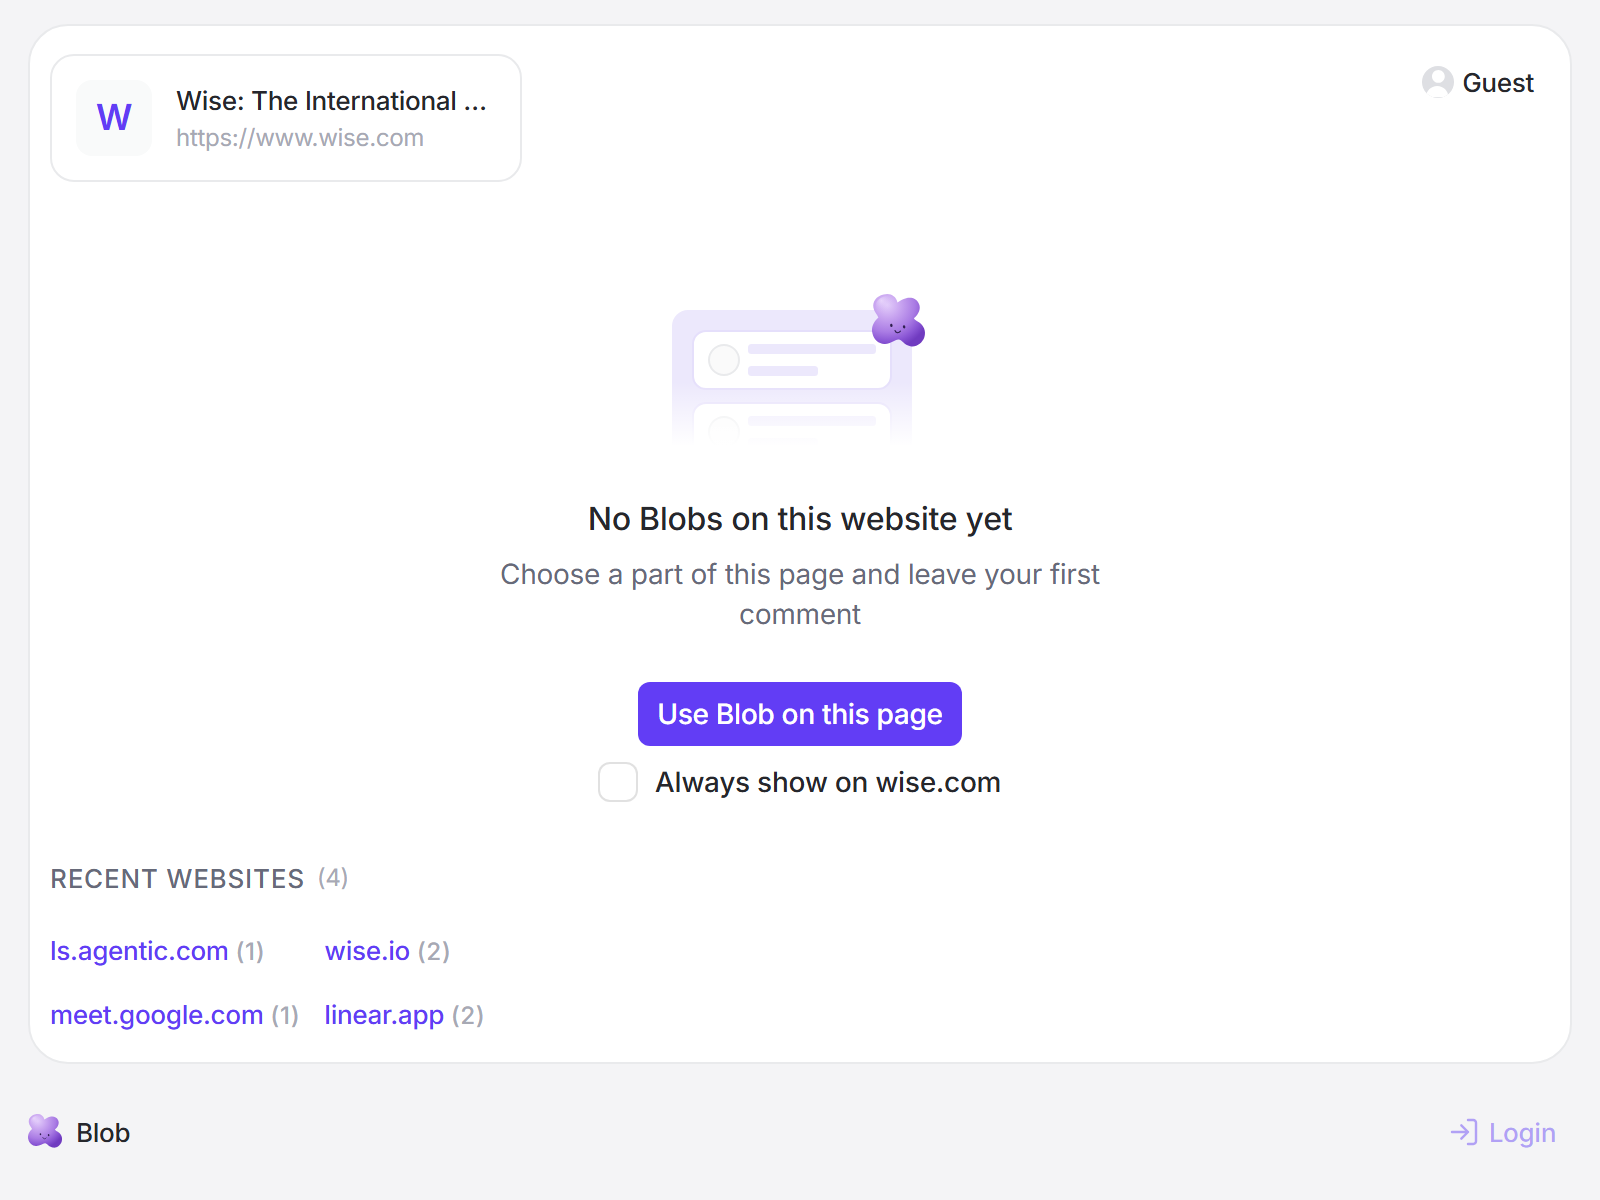 W
Wise: The International ...
https://www.wise.com
Guest
No Blobs on this website yet
Choose a part of this page and leave your first
comment
Use Blob on this page
Always show on wise.com
RECENT WEBSITES (4)
ls.agentic.com (1) wise.io (2)
meet.google.com (1) linear.app (2)
Blob
Login